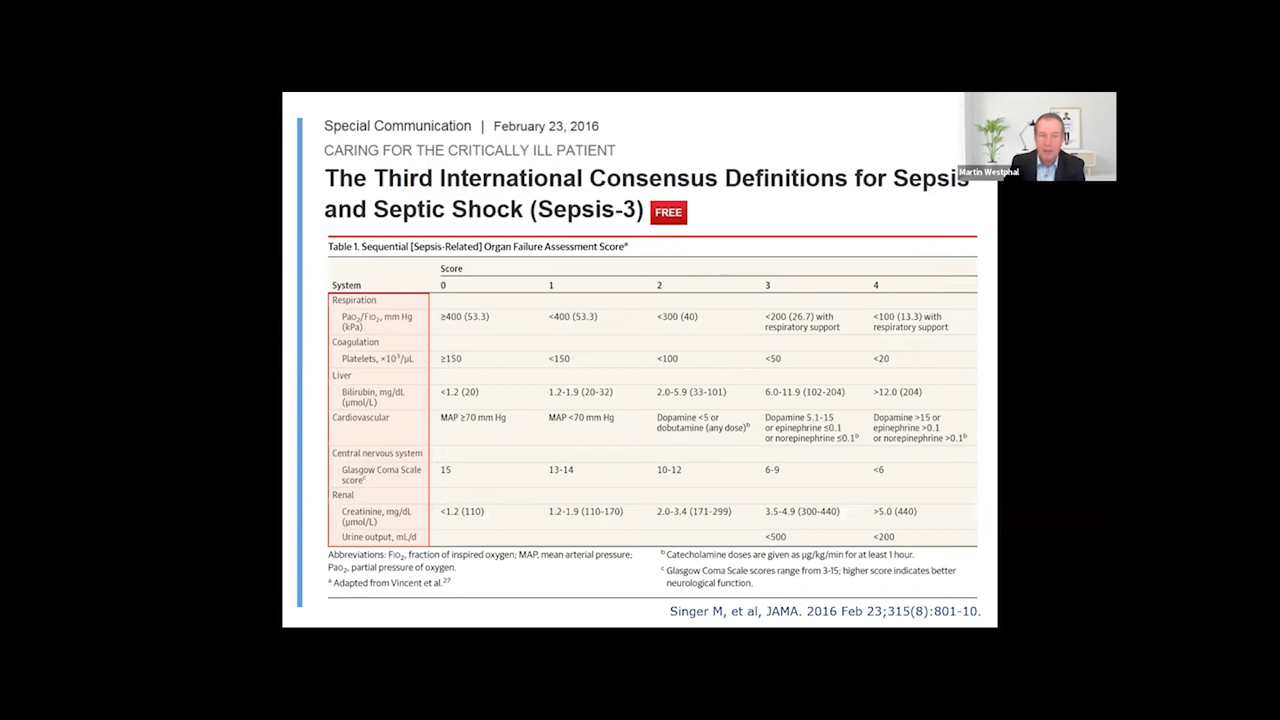 Special Communication | February 23, 2016
CARING FOR THE CRITICALLY ILL PATIENT
The Third International Consensus Definitions for Sepsis
and Septic Shock (Sepsis-3) FREE
Martin Westphal
Table 1. Sequential [Sepsis-Related] Organ Failure Assessment Scoreᵃ
Score
System 0 1 2 3 4
Respiration
PaO₂/FIO₂, mm Hg (kPa) ≥400 (53.3) <400 (53.3) <300 (40) <200 (26.7) with respiratory support <100 (13.3) with respiratory support
Coagulation
Platelets, ×10³/μL ≥150 <150 <100 <50 <20
Liver
Bilirubin, mg/dL (μmol/L) <1.2 (20) 1.2-1.9 (20-32) 2.0-5.9 (33-101) 6.0-11.9 (102-204) >12.0 (204)
Cardiovascular MAP ≥70 mm Hg MAP <70 mm Hg Dopamine <5 or dobutamine (any dose)ᵇ Dopamine 5.1-15 or epinephrine ≤0.1 or norepinephrine ≤0.1ᵇ Dopamine >15 or epinephrine >0.1 or norepinephrine >0.1ᵇ
Central nervous system
Glasgow Coma Scale scoreᶜ 15 13-14 10-12 6-9 <6
Renal
Creatinine, mg/dL (μmol/L) <1.2 (110) 1.2-1.9 (110-170) 2.0-3.4 (171-299) 3.5-4.9 (300-440) >5.0 (440)
Urine output, mL/d <500 <200
Abbreviations: FIO₂, fraction of inspired oxygen; MAP, mean arterial pressure;
PaO₂, partial pressure of oxygen.
ᵃ Adapted from Vincent et al.²⁷
ᵇ Catecholamine doses are given as μg/kg/min for at least 1 hour.
ᶜ Glasgow Coma Scale scores range from 3-15; higher score indicates better
neurological function.
Singer M, et al, JAMA. 2016 Feb 23;315(8):801-10.